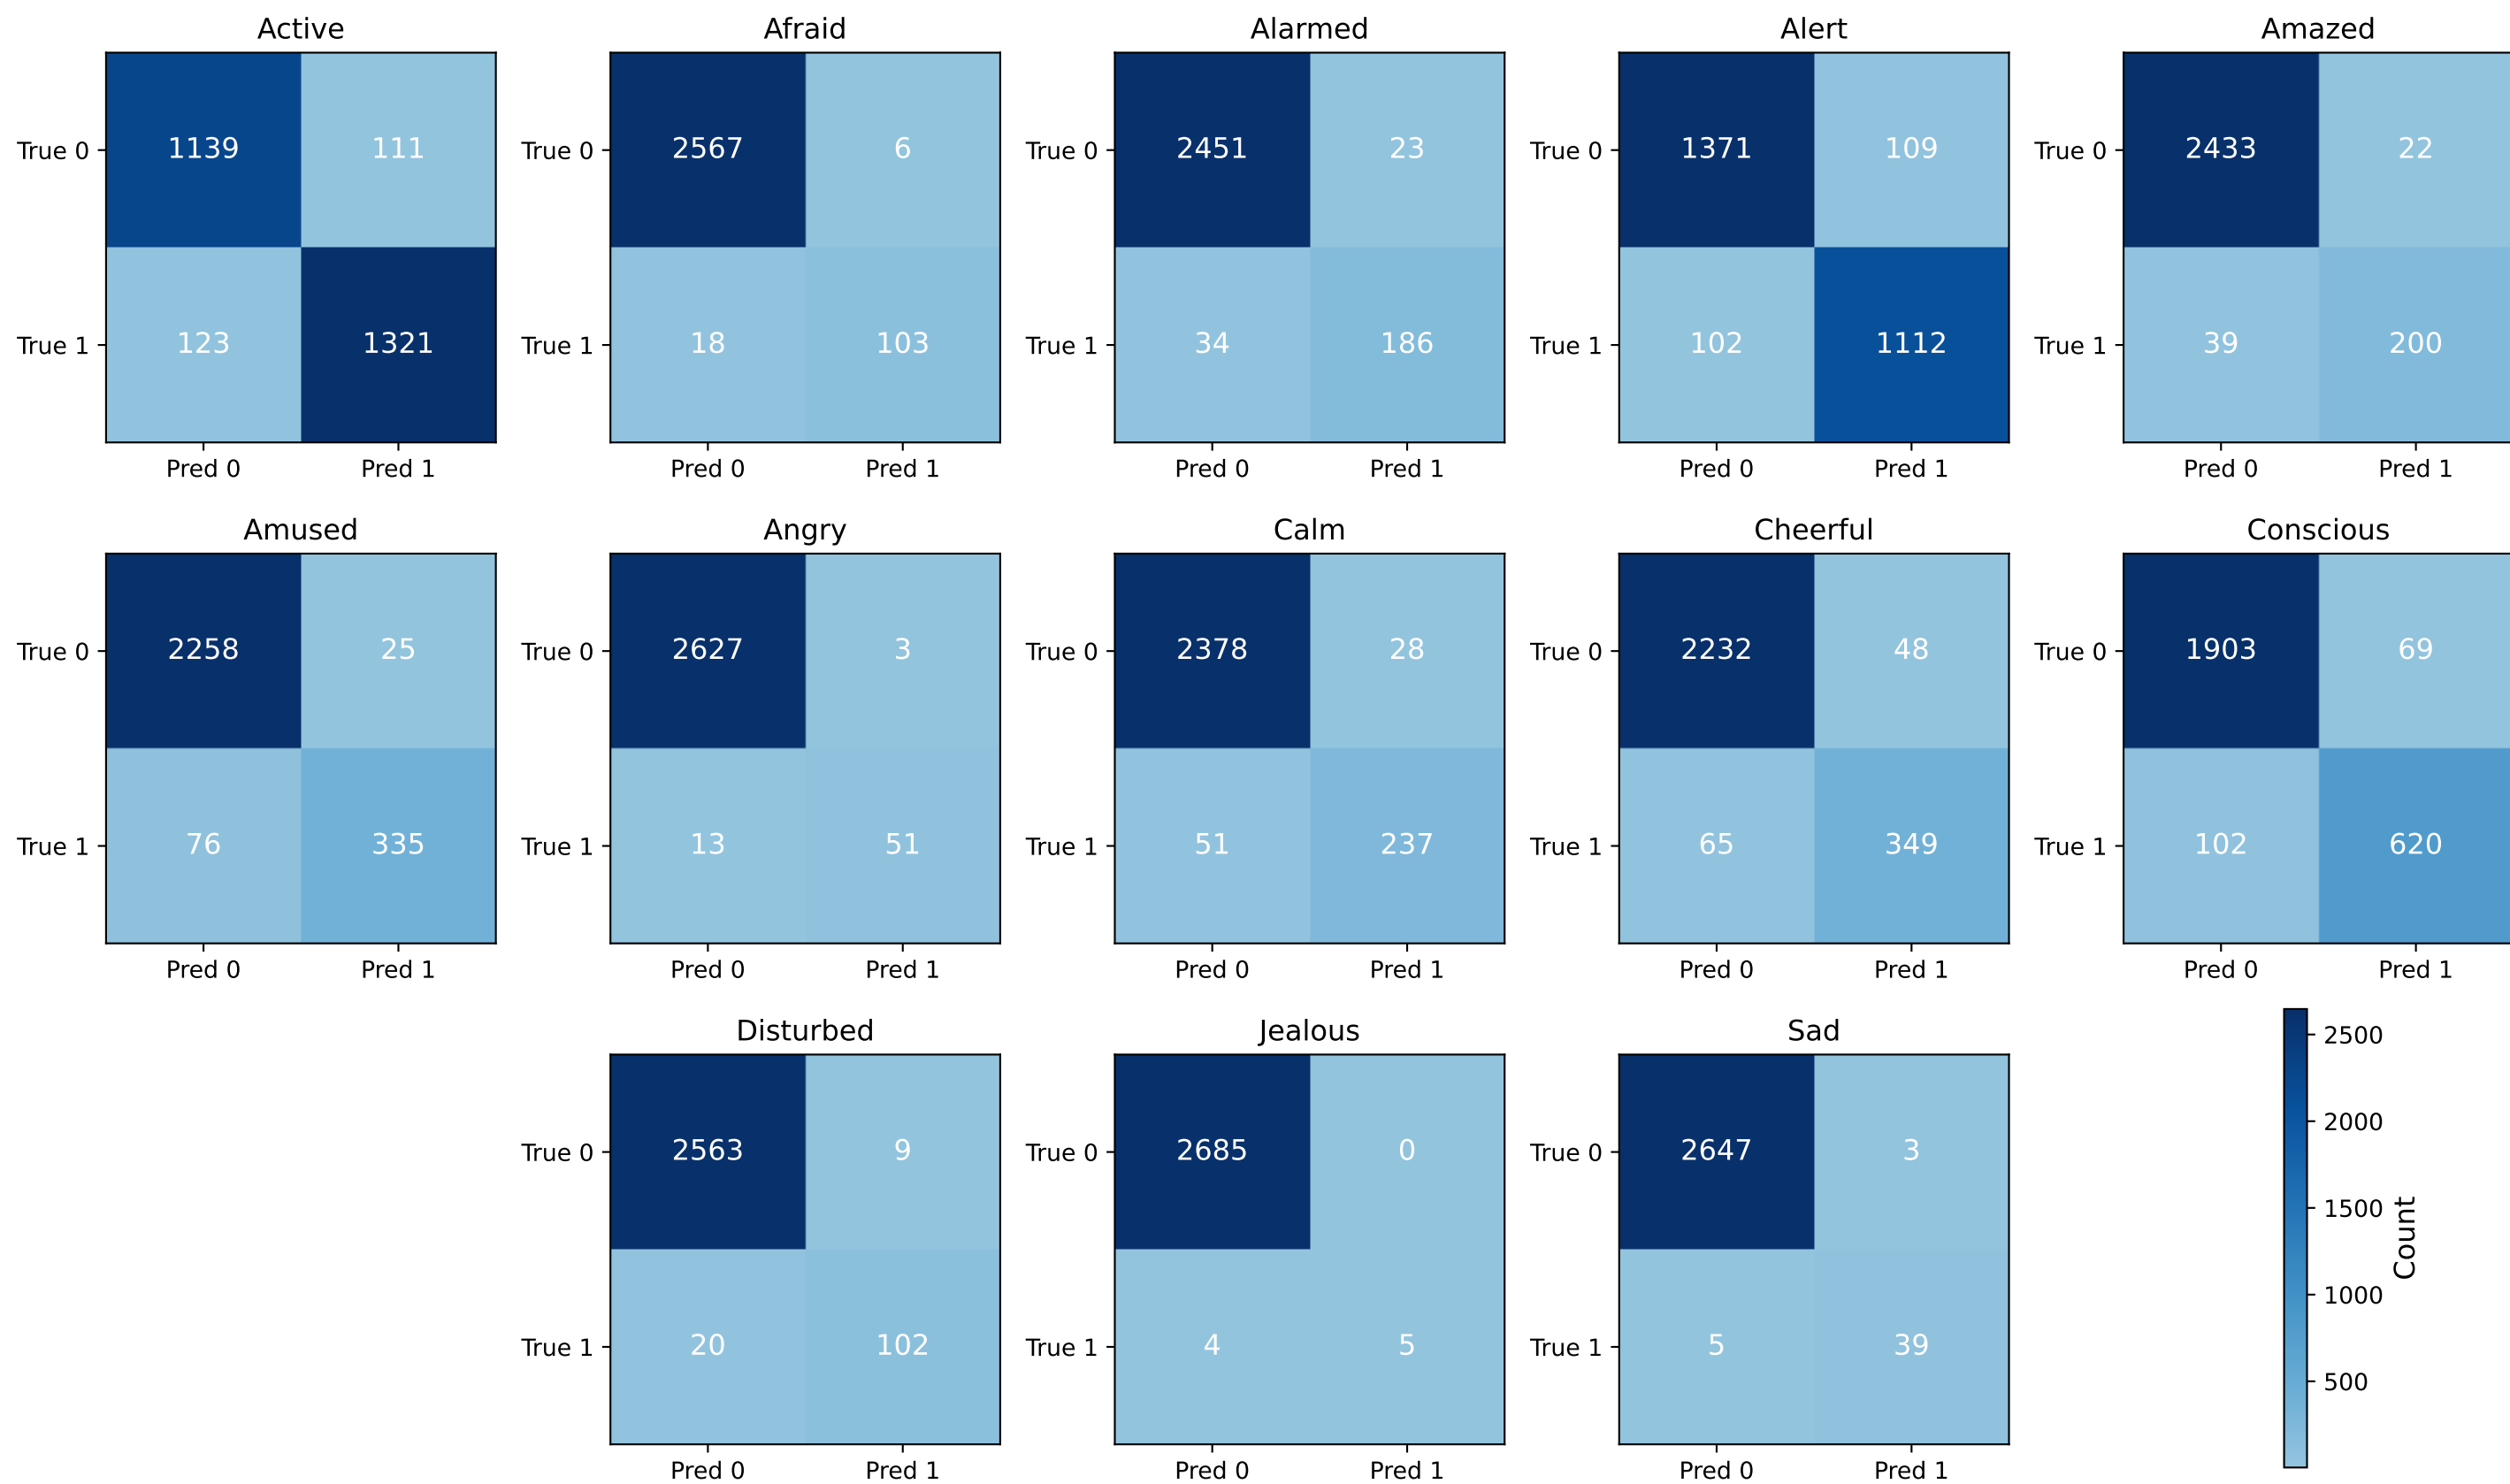 Active Afraid Alarmed Alert Amazed
True 0 1139 111 True 0 2567 6 True 0 2451 23 True 0 1371 109 True 0 2433 22
True 1 123 1321 True 1 18 103 True 1 34 186 True 1 102 1112 True 1 39 200
Pred 0 Pred 1 Pred 0 Pred 1 Pred 0 Pred 1 Pred 0 Pred 1 Pred 0 Pred 1
Amused Angry Calm Cheerful Conscious
True 0 2258 25 True 0 2627 3 True 0 2378 28 True 0 2232 48 True 0 1903 69
True 1 76 335 True 1 13 51 True 1 51 237 True 1 65 349 True 1 102 620
Pred 0 Pred 1 Pred 0 Pred 1 Pred 0 Pred 1 Pred 0 Pred 1 Pred 0 Pred 1
Disturbed Jealous Sad
True 0 2563 9 True 0 2685 0 True 0 2647 3
True 1 20 102 True 1 4 5 True 1 5 39
Pred 0 Pred 1 Pred 0 Pred 1 Pred 0 Pred 1
2500
2000
1500
1000
500
Count